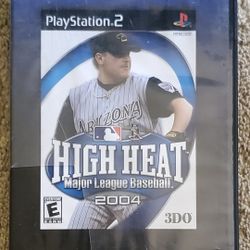 PlayStation 2
ARIZONA
HIGH HEAT
Major League Baseball
2004
E
3DO